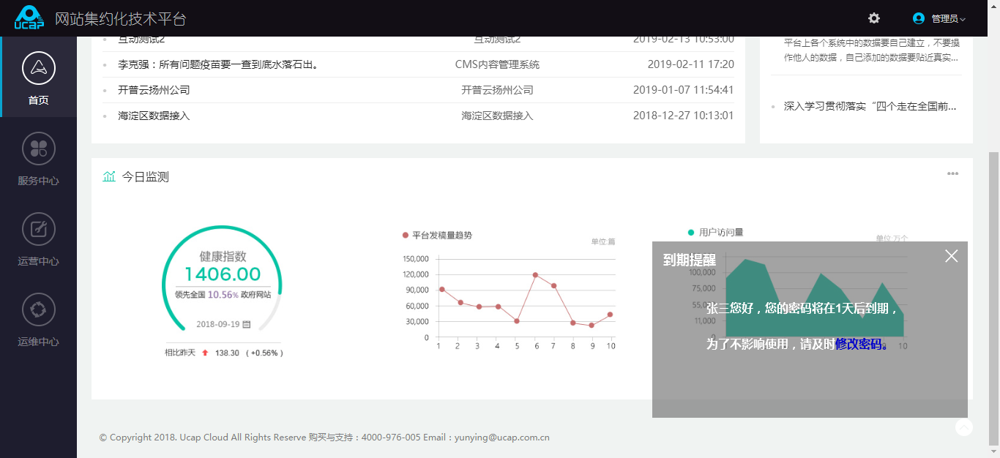 ucap 网站集约化技术平台
管理员
互动测试2 互动测试2 2019-02-13 10:53:00
李克强：所有问题疫苗要一查到底水落石出。 CMS内容管理系统 2019-02-11 17:20
开普云扬州公司 开普云扬州公司 2019-01-07 11:54:41
海淀区数据接入 海淀区数据接入 2018-12-27 10:13:01
平台上各个系统中的数据要自己建立，不要操
作他人的数据，自己添加的数据要贴近真实...
深入学习贯彻落实“四个走在全国前...
首页
服务中心
运营中心
运维中心
今日监测
健康指数
1406.00
领先全国 10.56% 政府网站
2018-09-19
相比昨天 138.30 ( +0.56% )
平台发稿量趋势
单位:篇
150,000
120,000
90,000
60,000
30,000
0
1 2 3 4 5 6 7 8 9 10
用户访问量
单位:万个
100,000
75,000
55,000
11,000
0
10
到期提醒
张三您好，您的密码将在1天后到期，
为了不影响使用，请及时修改密码。
© Copyright 2018. Ucap Cloud All Rights Reserve 购买与支持：4000-976-005 Email：yunying@ucap.com.cn